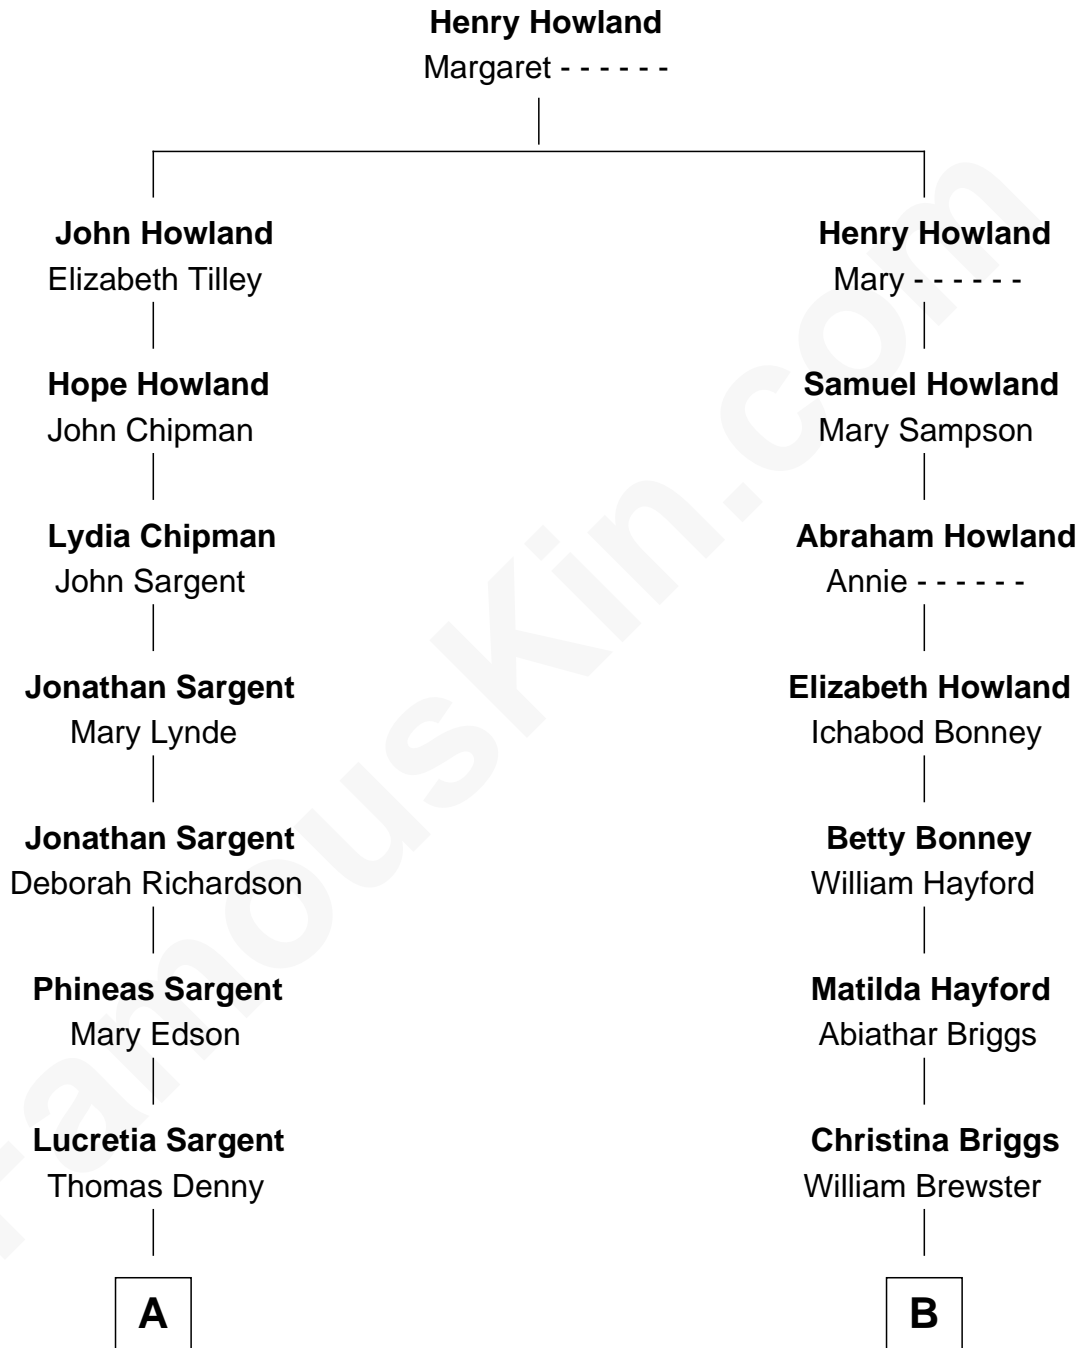 Henry Howland
Margaret - - - - - -
John Howland
Elizabeth Tilley
Hope Howland
John Chipman
Lydia Chipman
John Sargent
Jonathan Sargent
Mary Lynde
Jonathan Sargent
Deborah Richardson
Phineas Sargent
Mary Edson
Lucretia Sargent
Thomas Denny
A
Henry Howland
Mary - - - - - -
Samuel Howland
Mary Sampson
Abraham Howland
Annie - - - - - -
Elizabeth Howland
Ichabod Bonney
Betty Bonney
William Hayford
Matilda Hayford
Abiathar Briggs
Christina Briggs
William Brewster
B
FamousKin.com